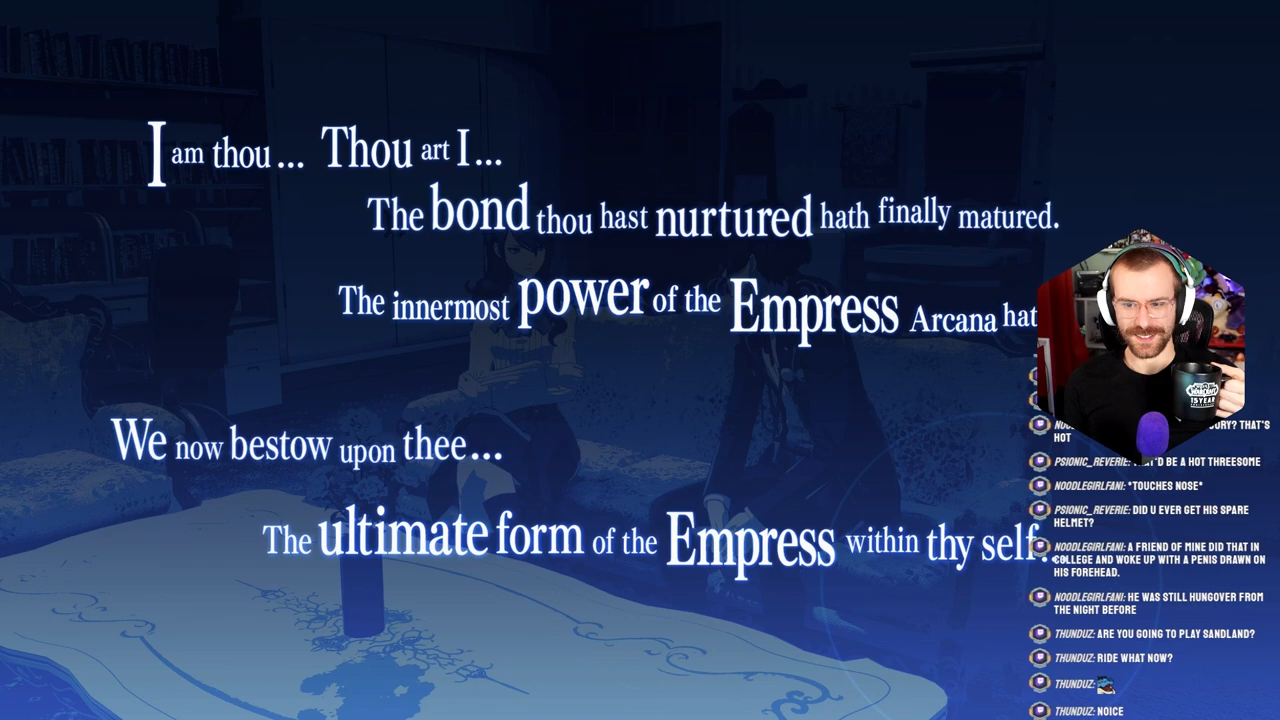 I am thou... Thou art I...
The bond thou hast nurtured hath finally matured.
The innermost power of the Empress Arcana hat
We now bestow upon thee...
The ultimate form of the Empress within thy self..
15 YEAR
THAT'S
HOT
PSIONIC_REVERIE: THAT'D BE A HOT THREESOME
NOODLEGIRLFANI: *TOUCHES NOSE*
PSIONIC_REVERIE: DID U EVER GET HIS SPARE
HELMET?
NOODLEGIRLFANI: A FRIEND OF MINE DID THAT IN
COLLEGE AND WOKE UP WITH A PENIS DRAWN ON
HIS FOREHEAD.
NOODLEGIRLFANI: HE WAS STILL HUNGOVER FROM
THE NIGHT BEFORE
THUNDUZ: ARE YOU GOING TO PLAY SANDLAND?
THUNDUZ: RIDE WHAT NOW?
THUNDUZ:
THUNDUZ: NOICE